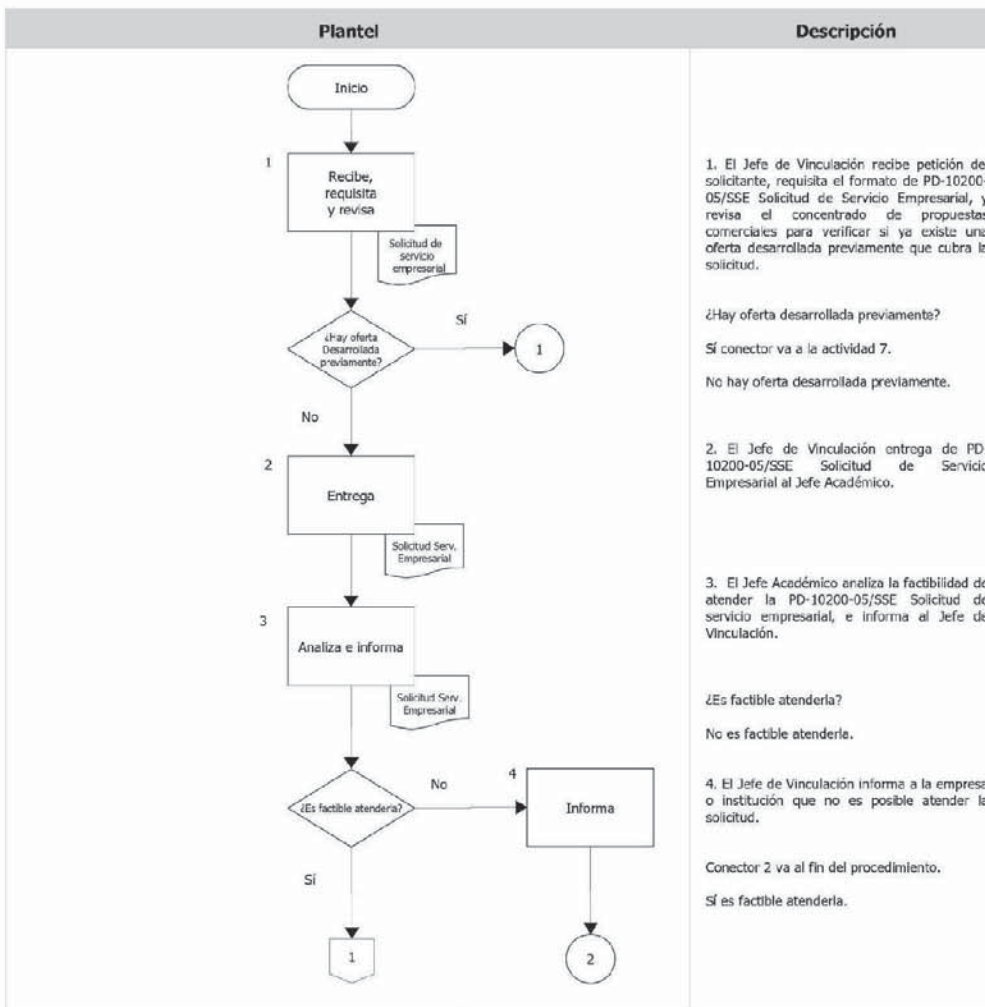 Plantel
Descripción
Inicio
1
Recibe,
requisita
y revisa
Solicitud de
servicio
empresarial
1. El Jefe de Vinculación recibe petición de
solicitante, requisita el formato de PD-10200-
05/SSE Solicitud de Servicio Empresarial, y
revisa el concentrado de propuestas
comerciales para verificar si ya existe una
oferta desarrollada previamente que cubra la
solicitud.
¿Hay oferta
Desarrollada
previamente?
Sí
1
No
¿Hay oferta desarrollada previamente?
Sí conector va a la actividad 7.
No hay oferta desarrollada previamente.
2
Entrega
Solicitud Serv.
Empresarial
2. El Jefe de Vinculación entrega de PD-
10200-05/SSE Solicitud de Servicio
Empresarial al Jefe Académico.
3
Analiza e informa
Solicitud Serv.
Empresarial
3. El Jefe Académico analiza la factibilidad de
atender la PD-10200-05/SSE Solicitud de
servicio empresarial, e informa al Jefe de
Vinculación.
¿Es factible atenderla?
No
Sí
1
¿Es factible atenderla?
No es factible atenderla.
4
Informa
2
4. El Jefe de Vinculación informa a la empresa
o institución que no es posible atender la
solicitud.
Conector 2 va al fin del procedimiento.
Sí es factible atenderla.